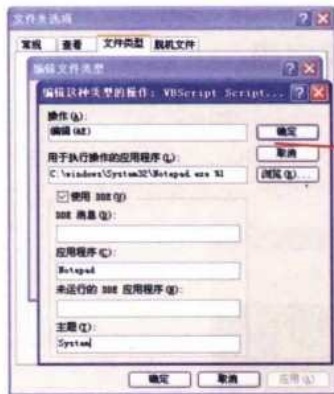 文件夹选项
常规 查看 文件类型 脱机文件
编辑文件类型
编辑这种类型的操作: VBScript Script...
操作(A):
编辑(&E)
确定
取消
用于执行操作的应用程序(L):
C:\windows\System32\Notepad.exe %1
浏览(R)...
使用 DDE(U)
DDE 消息(D):
应用程序(C):
Notepad
未运行的 DDE 应用程序(N):
主题(T):
System
确定 取消 应用(A)